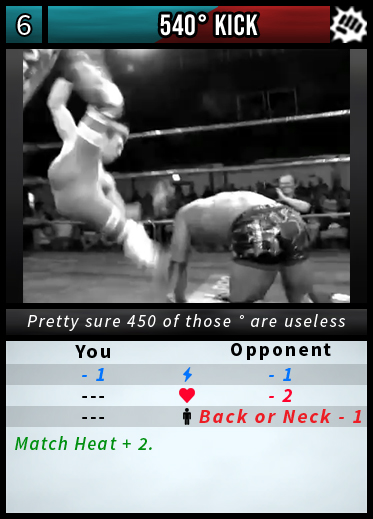 6 540° KICK
Pretty sure 450 of those ° are useless
You Opponent
- 1 - 1
--- - 2
--- Back or Neck - 1
Match Heat + 2.